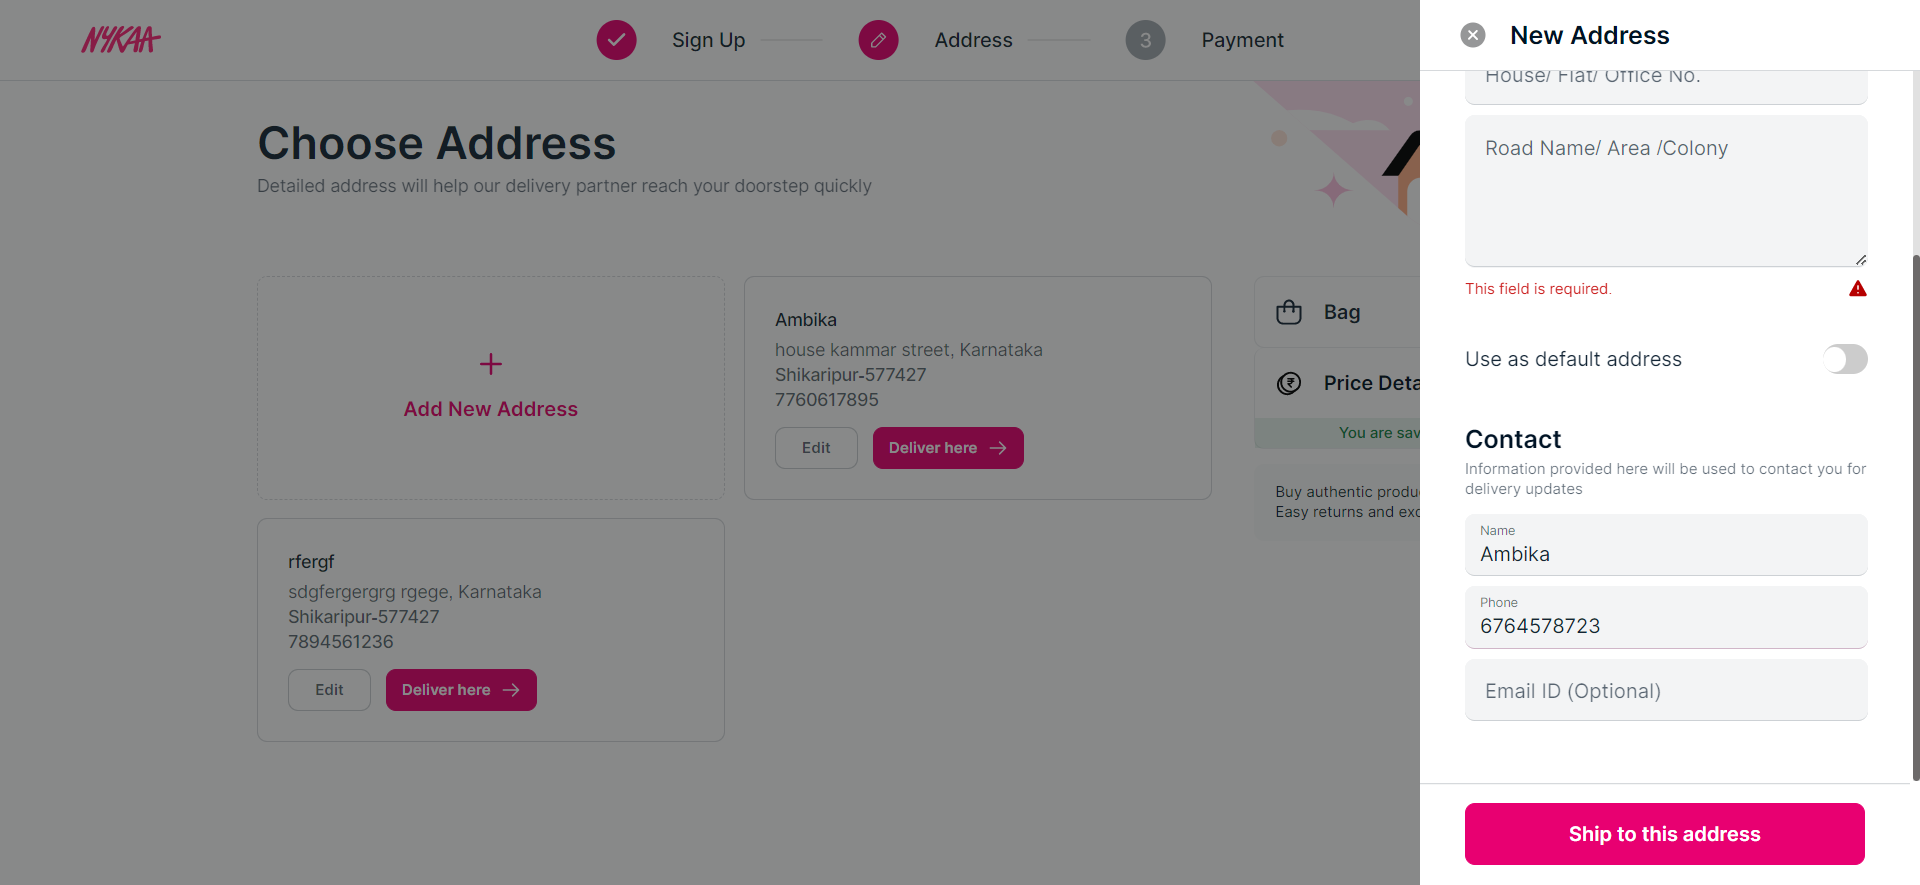 NYKAA
Sign Up
Address
3
Payment
Choose Address
Detailed address will help our delivery partner reach your doorstep quickly
Add New Address
Ambika
house kammar street, Karnataka
Shikaripur-577427
7760617895
Edit
Deliver here
rfergf
sdgfergergrg rgege, Karnataka
Shikaripur-577427
7894561236
Edit
Deliver here
Bag
Price Deta
You are sav
Buy authentic produ
Easy returns and exc
New Address
House/ Flat/ Office No.
Road Name/ Area /Colony
This field is required.
Use as default address
Contact
Information provided here will be used to contact you for
delivery updates
Name
Ambika
Phone
6764578723
Email ID (Optional)
Ship to this address